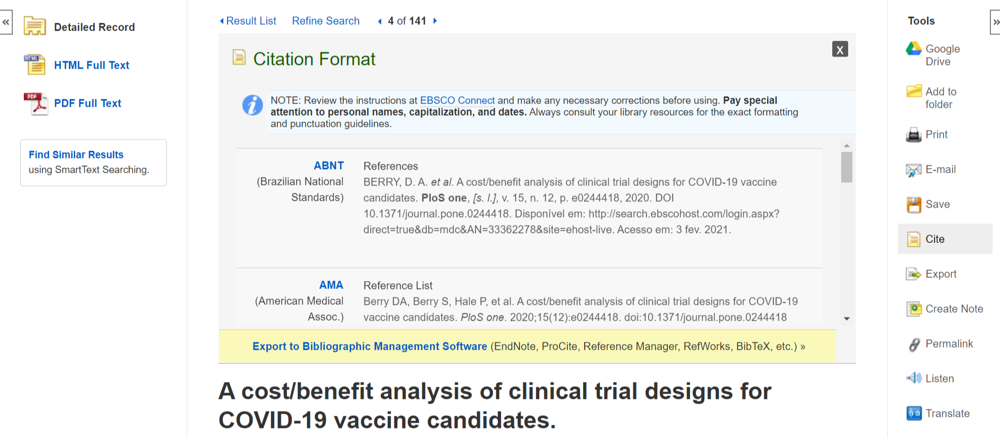 «
Detailed Record
HTML
HTML Full Text
PDF
PDF Full Text
Find Similar Results
using SmartText Searching.
Result List Refine Search 4 of 141
Citation Format
X
NOTE: Review the instructions at EBSCO Connect and make any necessary corrections before using. Pay special
attention to personal names, capitalization, and dates. Always consult your library resources for the exact formatting
and punctuation guidelines.
ABNT
(Brazilian National
Standards)
References
BERRY, D. A. et al. A cost/benefit analysis of clinical trial designs for COVID-19 vaccine
candidates. PloS one, [s. l.], v. 15, n. 12, p. e0244418, 2020. DOI
10.1371/journal.pone.0244418. Disponível em: http://search.ebscohost.com/login.aspx?
direct=true&db=mdc&AN=33362278&site=ehost-live. Acesso em: 3 fev. 2021.
AMA
(American Medical
Assoc.)
Reference List
Berry DA, Berry S, Hale P, et al. A cost/benefit analysis of clinical trial designs for COVID-19
vaccine candidates. PloS one. 2020;15(12):e0244418. doi:10.1371/journal.pone.0244418
Export to Bibliographic Management Software (EndNote, ProCite, Reference Manager, RefWorks, BibTeX, etc.) »
A cost/benefit analysis of clinical trial designs for
COVID-19 vaccine candidates.
Tools
»
Google
Drive
Add to
folder
Print
E-mail
Save
Cite
Export
Create Note
Permalink
Listen
Translate